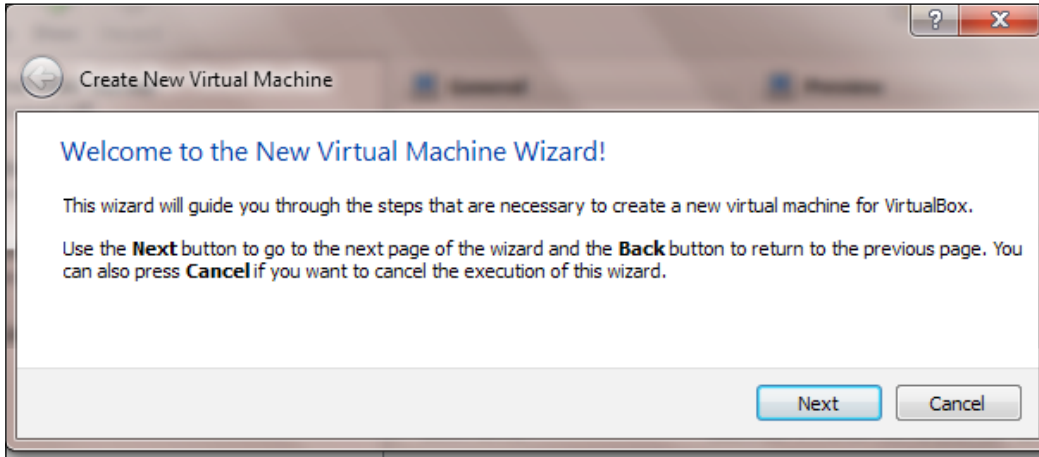 ?
X
Create New Virtual Machine
General
Preview
Welcome to the New Virtual Machine Wizard!
This wizard will guide you through the steps that are necessary to create a new virtual machine for VirtualBox.
Use the Next button to go to the next page of the wizard and the Back button to return to the previous page. You
can also press Cancel if you want to cancel the execution of this wizard.
Next
Cancel